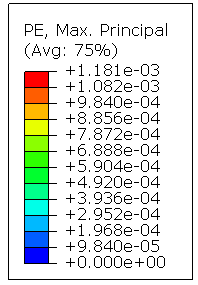 PE, Max. Principal
(Avg: 75%)
+1.181e-03
+1.082e-03
+9.840e-04
+8.856e-04
+7.872e-04
+6.888e-04
+5.904e-04
+4.920e-04
+3.936e-04
+2.952e-04
+1.968e-04
+9.840e-05
+0.000e+00